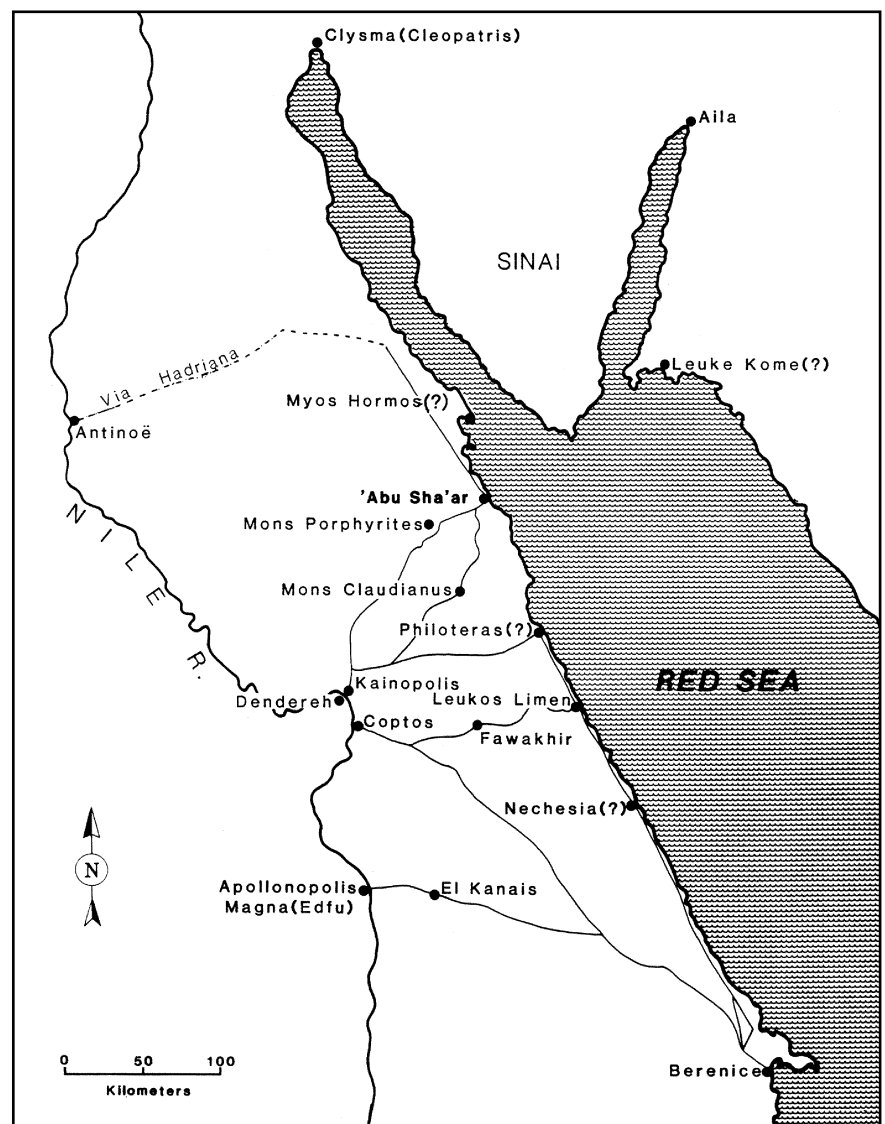 Clysma(Cleopatris)
Aila
SINAI
Leuke Kome(?)
Via Hadriana
Myos Hormos(?)
Antinoë
'Abu Sha'ar
NILE R.
Mons Porphyrites
Mons Claudianus
Philoteras(?)
RED SEA
Kainopolis
Dendereh
Leukos Limen
Coptos
Fawakhir
Nechesia(?)
N
Apollonopolis
Magna(Edfu)
El Kanais
0 50 100
Kilometers
Berenice